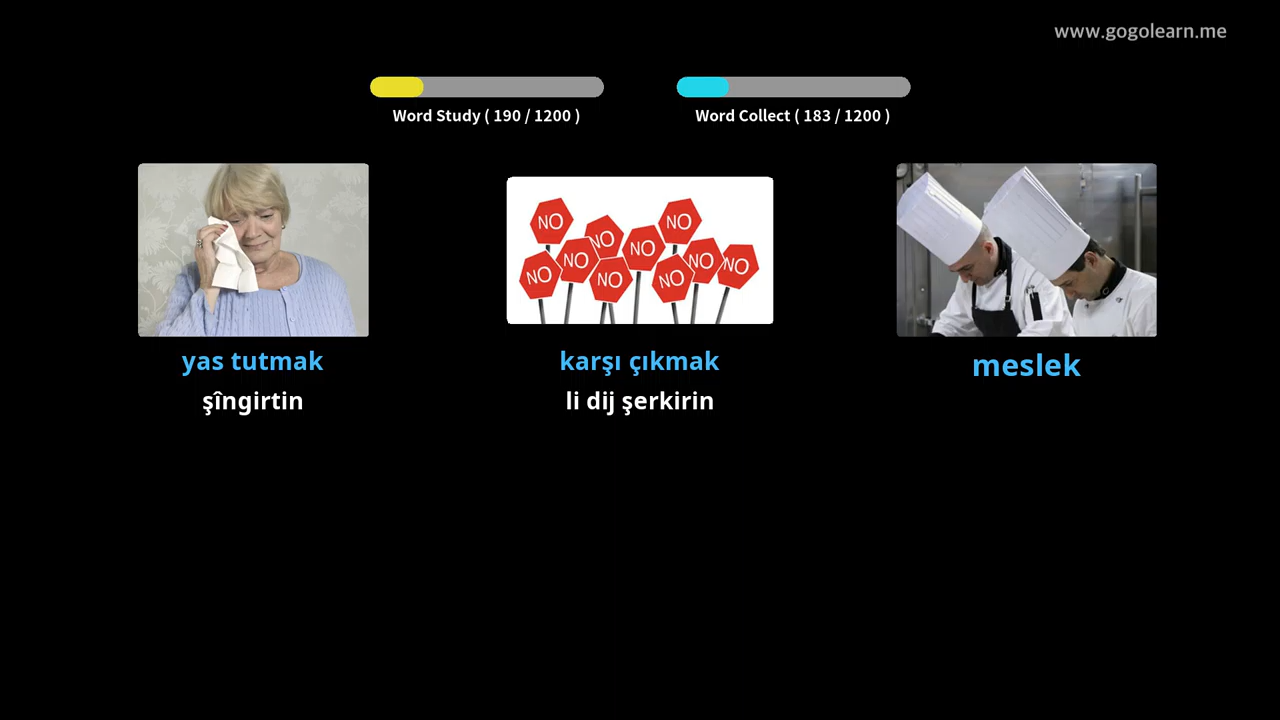 www.gogolearn.me
Word Study ( 190 / 1200 )
Word Collect ( 183 / 1200 )
NO
NO
NO
NO
NO
NO
NO
NO
NO
NO
yas tutmak
şîngirtin
karşı çıkmak
li dij şerkirin
meslek